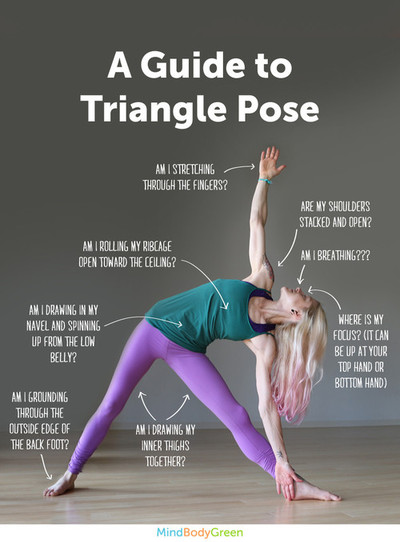 A Guide to
Triangle Pose
AM I STRETCHING
THROUGH THE FINGERS?
ARE MY SHOULDERS
STACKED AND OPEN?
AM I ROLLING MY RIBCAGE
OPEN TOWARD THE CEILING?
AM I BREATHING???
AM I DRAWING IN MY
NAVEL AND SPINNING
UP FROM THE LOW
BELLY?
WHERE IS MY
FOCUS? (IT CAN
BE UP AT YOUR
TOP HAND OR
BOTTOM HAND)
AM I GROUNDING
THROUGH THE
OUTSIDE EDGE OF
THE BACK FOOT?
AM I DRAWING MY
INNER THIGHS
TOGETHER?
MindBodyGreen